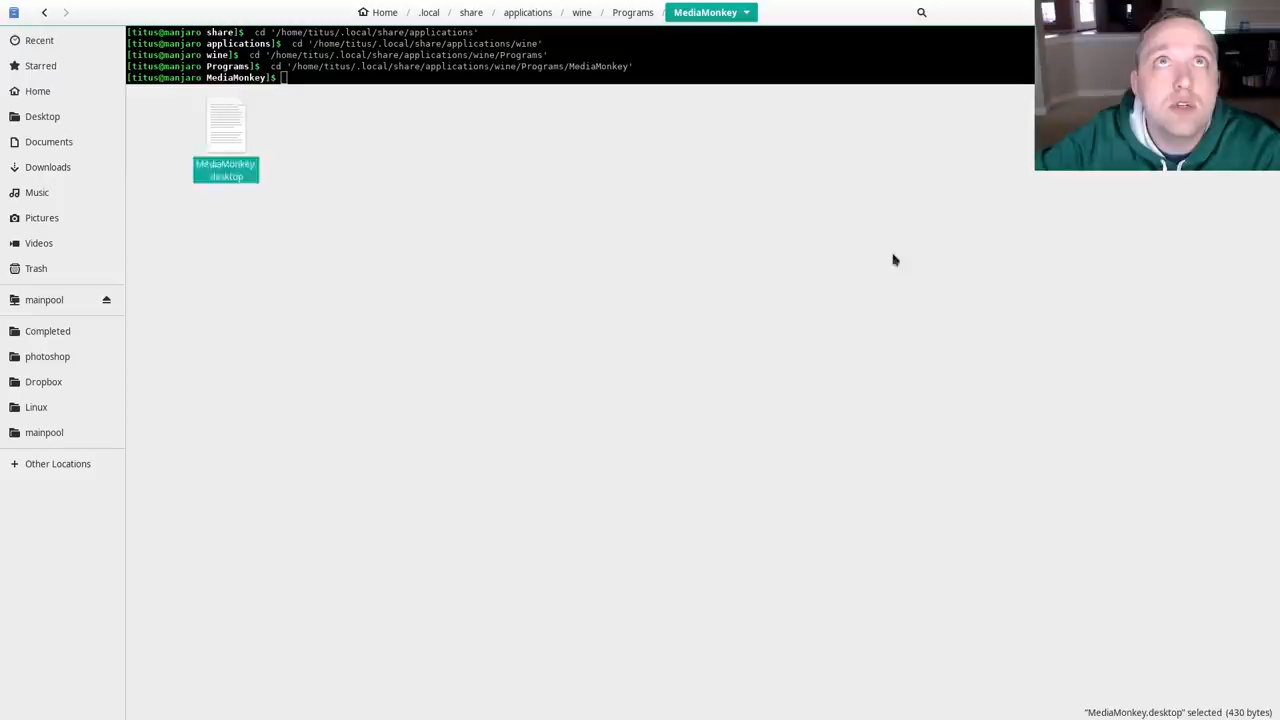 Home / .local / share / applications / wine / Programs / MediaMonkey
[titus@manjaro share]$ cd '/home/titus/.local/share/applications'
[titus@manjaro applications]$ cd '/home/titus/.local/share/applications/wine'
[titus@manjaro wine]$ cd '/home/titus/.local/share/applications/wine/Programs'
[titus@manjaro Programs]$ cd '/home/titus/.local/share/applications/wine/Programs/MediaMonkey'
[titus@manjaro MediaMonkey]$
Recent
Starred
Home
Desktop
Documents
Downloads
Music
Pictures
Videos
Trash
mainpool
Completed
photoshop
Dropbox
Linux
mainpool
Other Locations
MediaMonkey.
desktop
“MediaMonkey.desktop” selected (430 bytes)